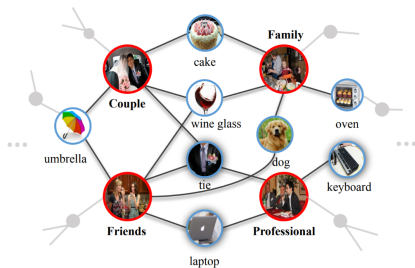 Family
cake
Couple
wine glass
oven
umbrella
dog
tie
keyboard
Friends
Professional
laptop